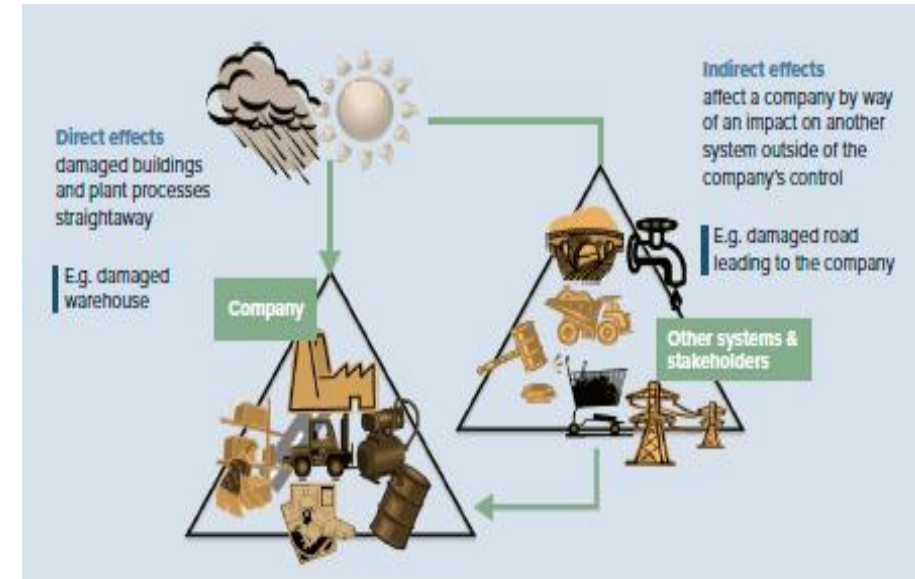 Direct effects
damaged buildings
and plant processes
straightaway
E.g. damaged
warehouse
Company
Indirect effects
affect a company by way
of an impact on another
system outside of the
company's control
E.g. damaged road
leading to the company
Other systems &
stakeholders